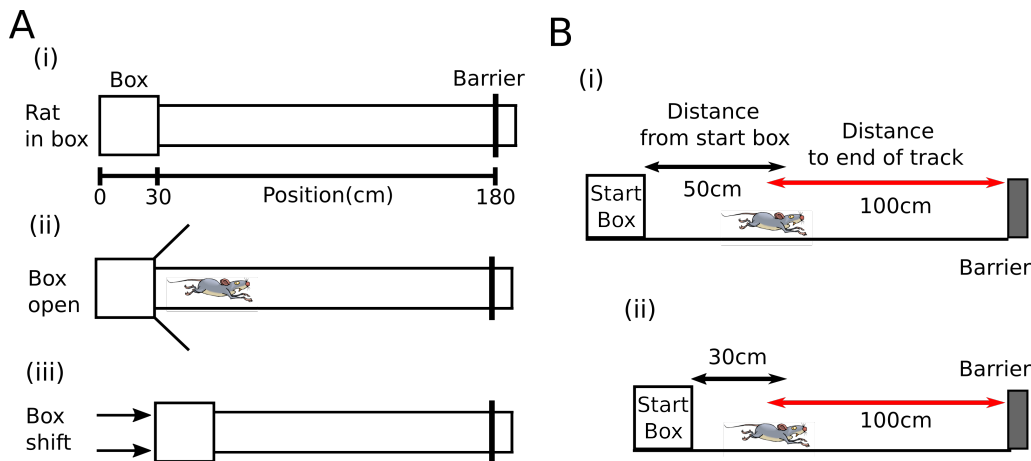 A
(i)
Box
Barrier
Rat
in box
0
30
Position(cm)
180
(ii)
Box
open
(iii)
Box
shift
B
(i)
Distance
from start box
Distance
to end of track
50cm
100cm
Start
Box
Barrier
(ii)
30cm
Barrier
100cm
Start
Box